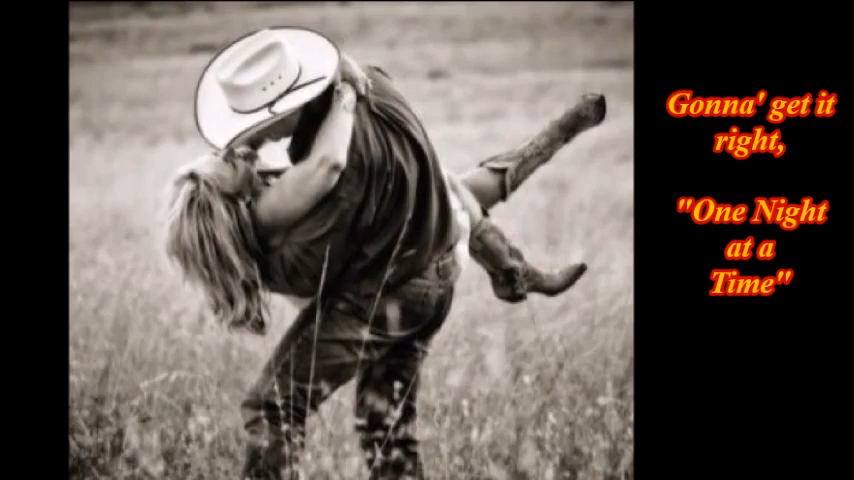 Gonna' get it
right,
"One Night
at a
Time"